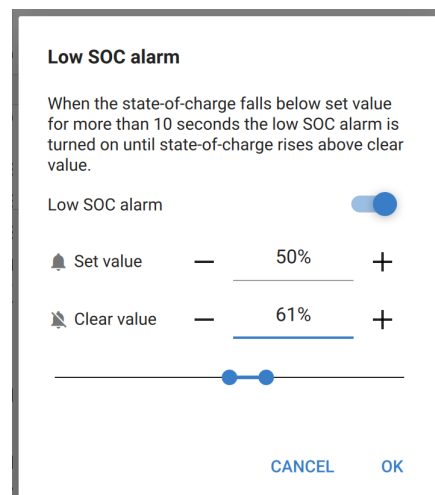 Low SOC alarm
When the state-of-charge falls below set value
for more than 10 seconds the low SOC alarm is
turned on until state-of-charge rises above clear
value.
Low SOC alarm
Set value — 50% +
Clear value — 61% +
CANCEL OK